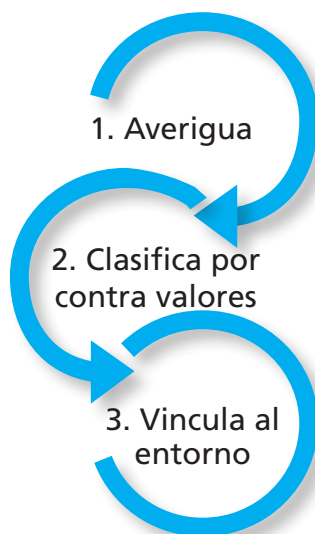 1. Averigua
2. Clasifica por
contra valores
3. Vincula al
entorno